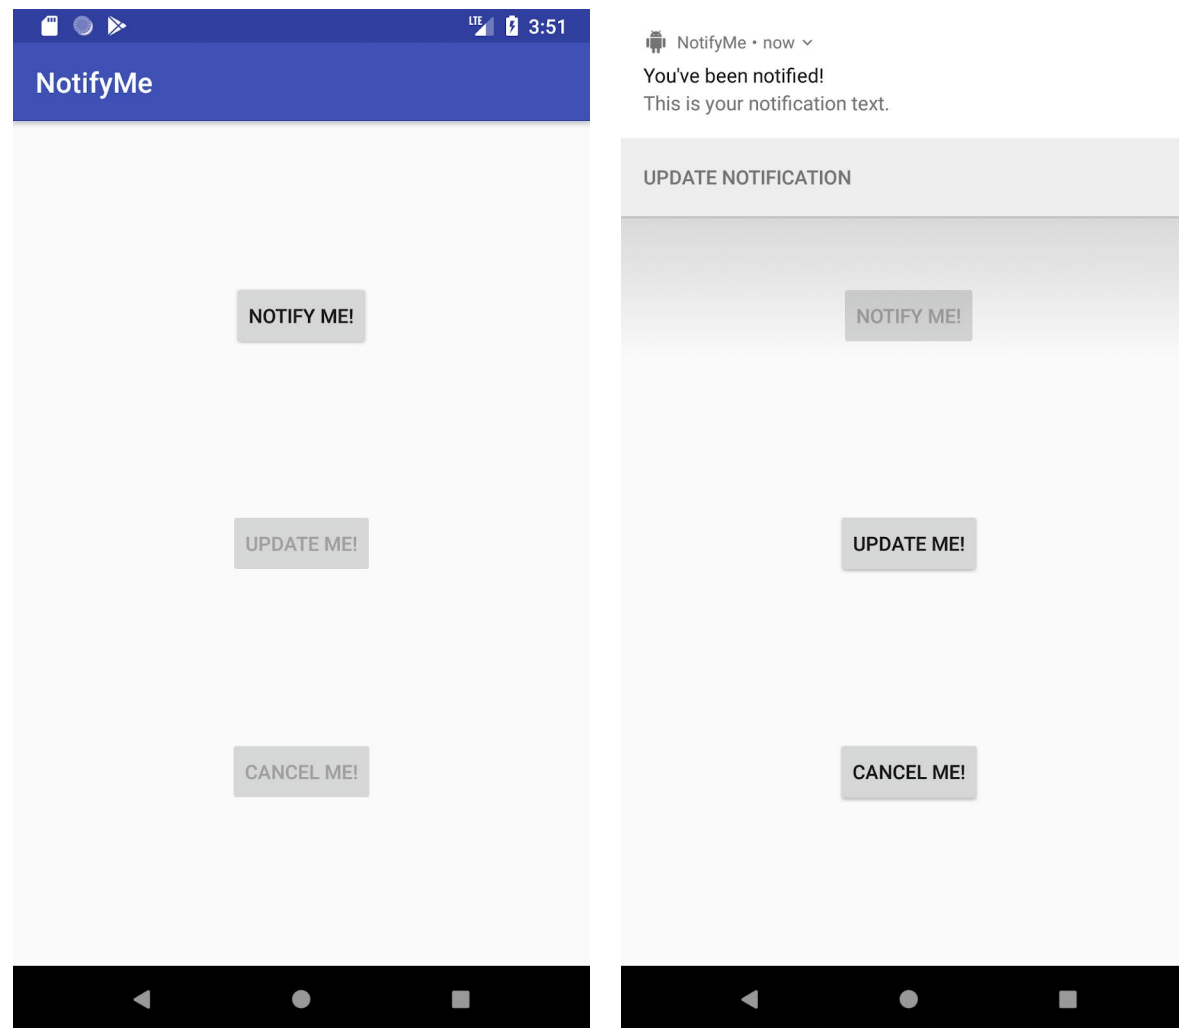 LTE 3:51
NotifyMe
NOTIFY ME!
UPDATE ME!
CANCEL ME!
NotifyMe • now
You've been notified!
This is your notification text.
UPDATE NOTIFICATION
NOTIFY ME!
UPDATE ME!
CANCEL ME!